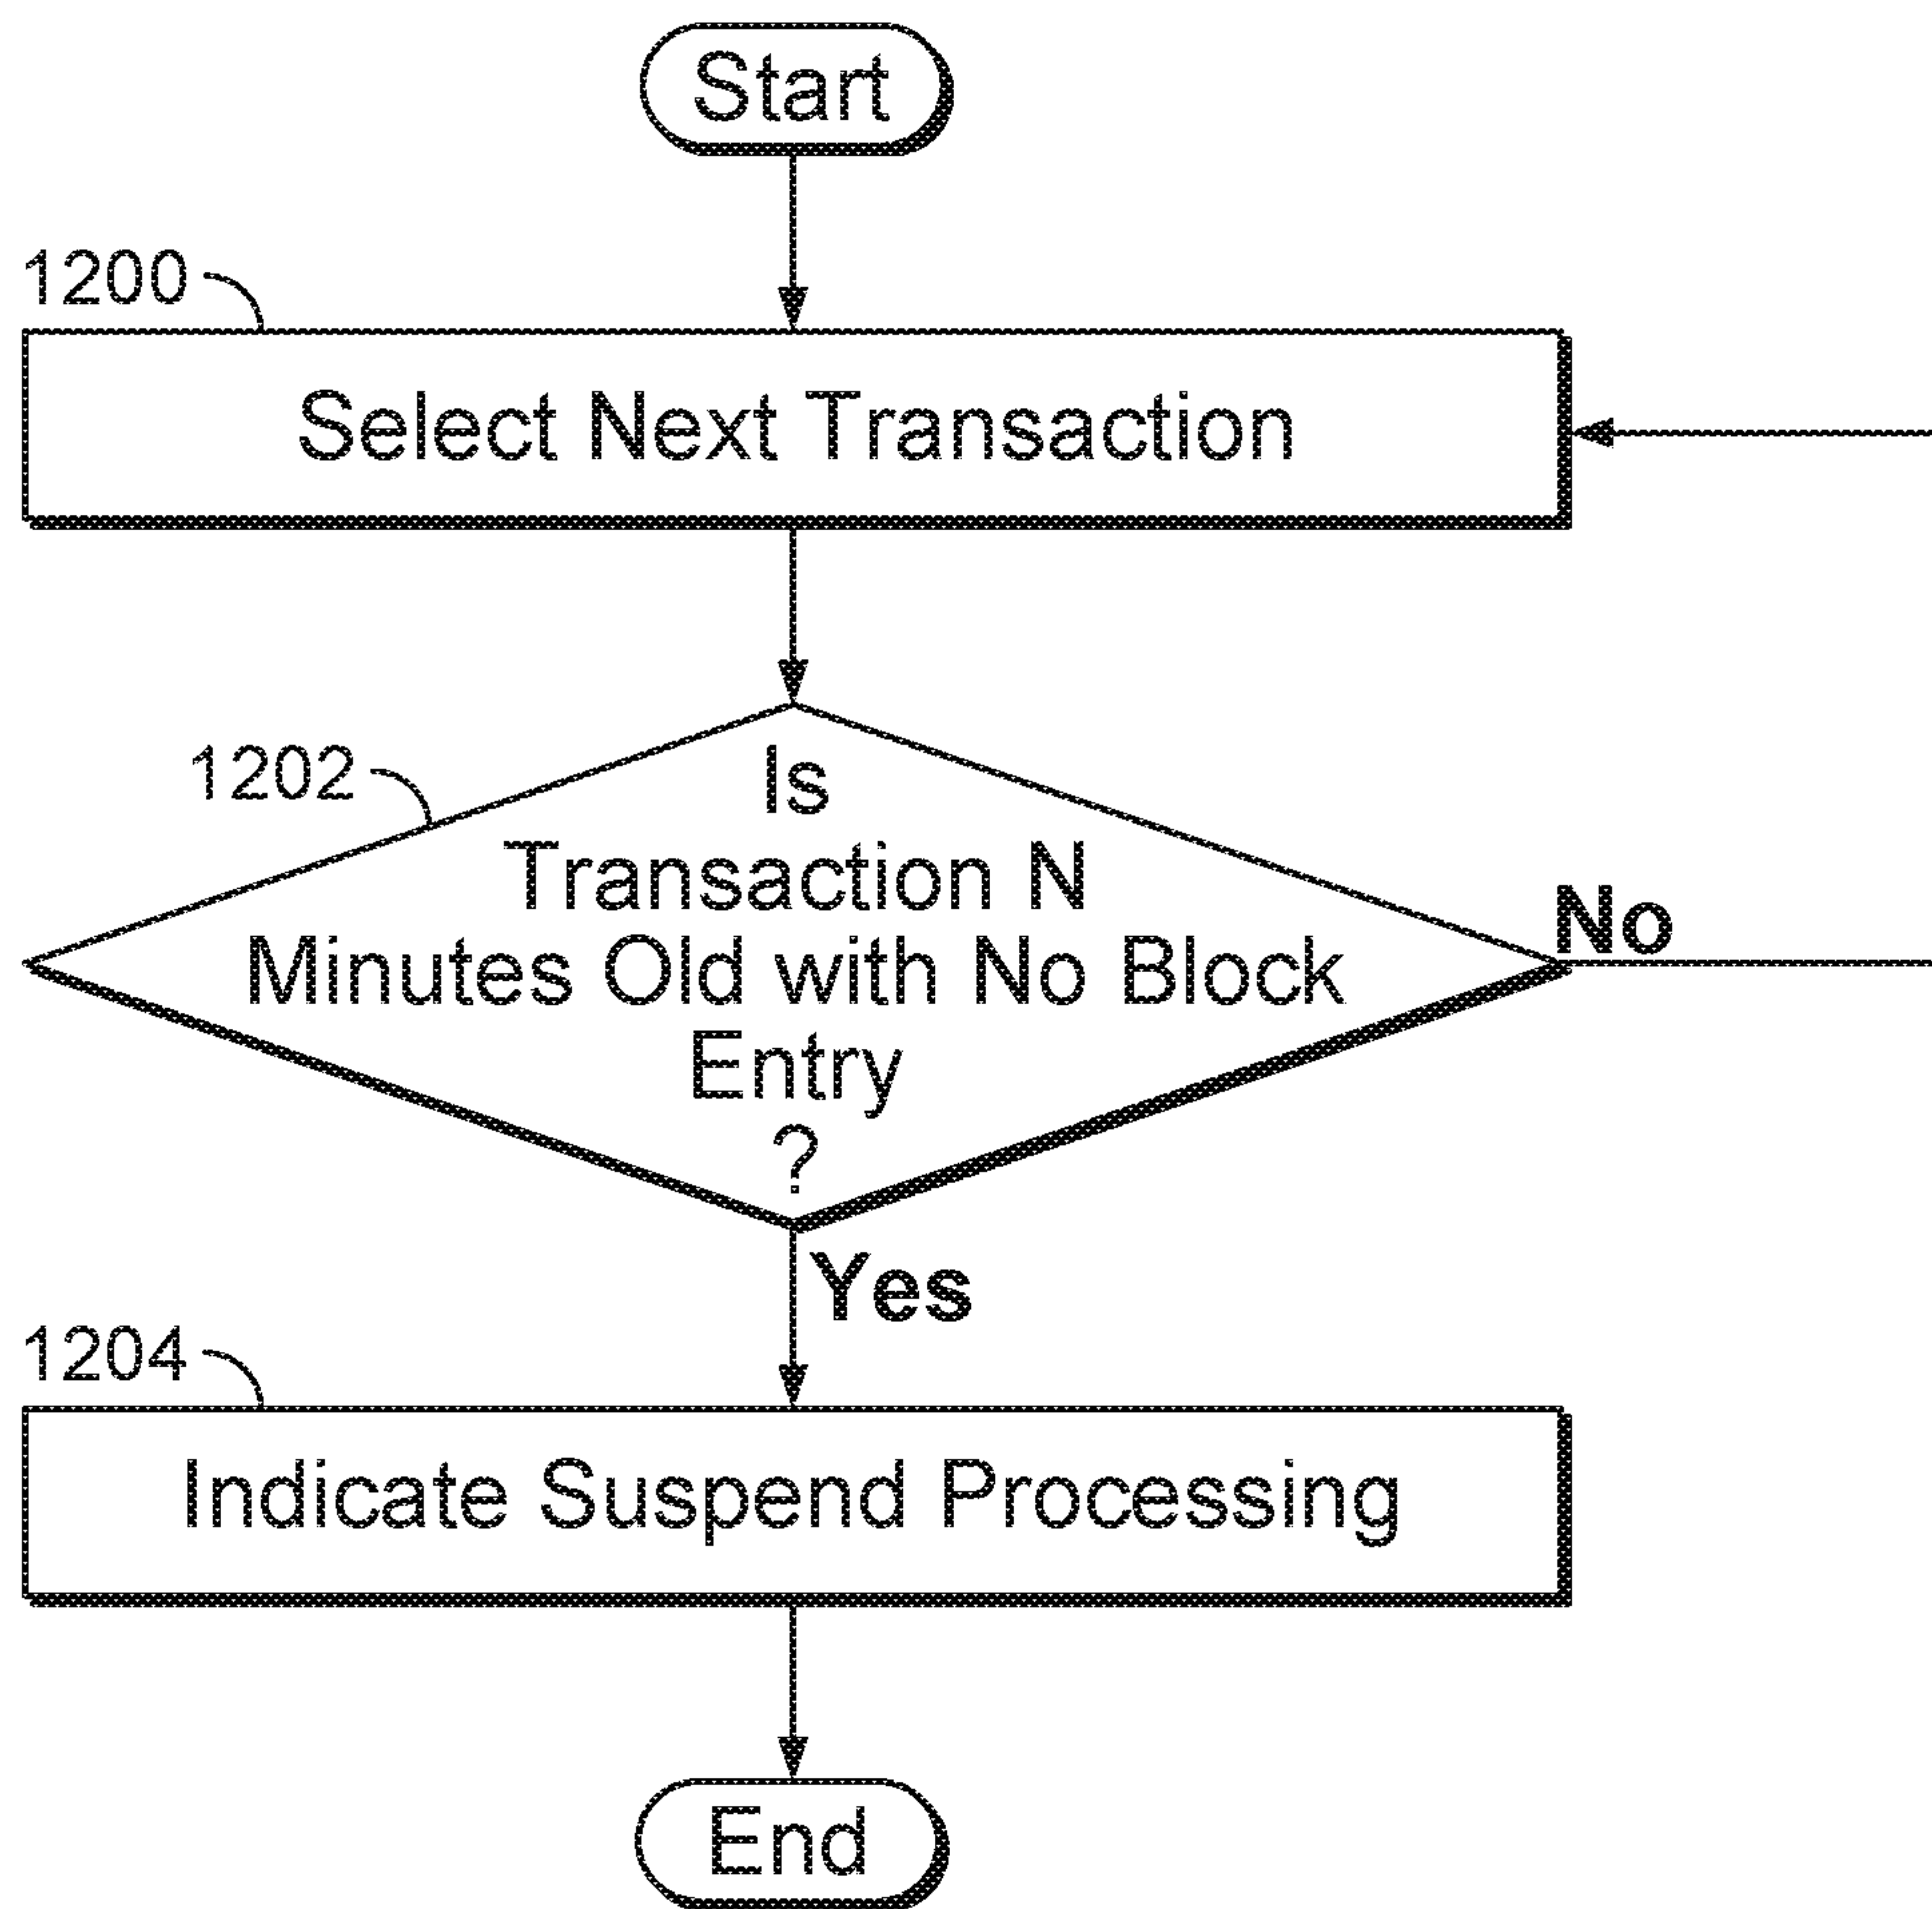 Start
1200
Select Next Transaction
1202
Is
Transaction N
Minutes Old with No Block
Entry
?
No
Yes
1204
Indicate Suspend Processing
End